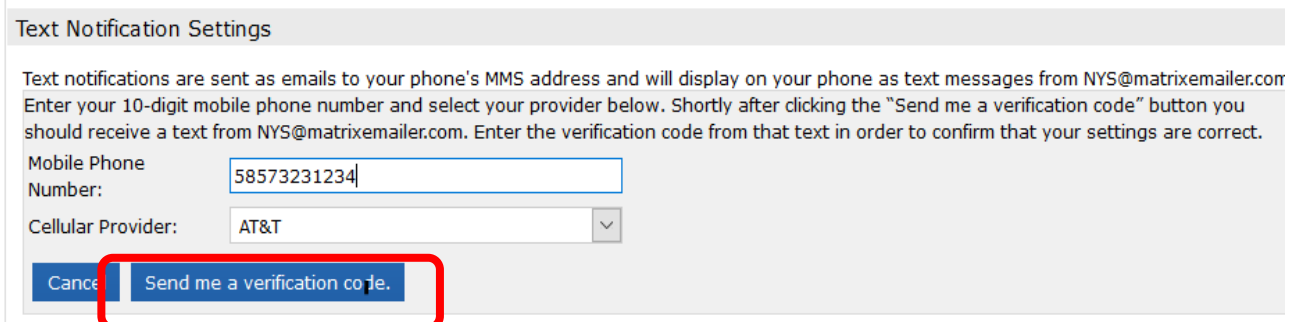 Text Notification Settings
Text notifications are sent as emails to your phone's MMS address and will display on your phone as text messages from NYS@matrixemailer.com
Enter your 10-digit mobile phone number and select your provider below. Shortly after clicking the “Send me a verification code” button you
should receive a text from NYS@matrixemailer.com. Enter the verification code from that text in order to confirm that your settings are correct.
Mobile Phone
Number:
58573231234
Cellular Provider: AT&T
Cancel Send me a verification code.